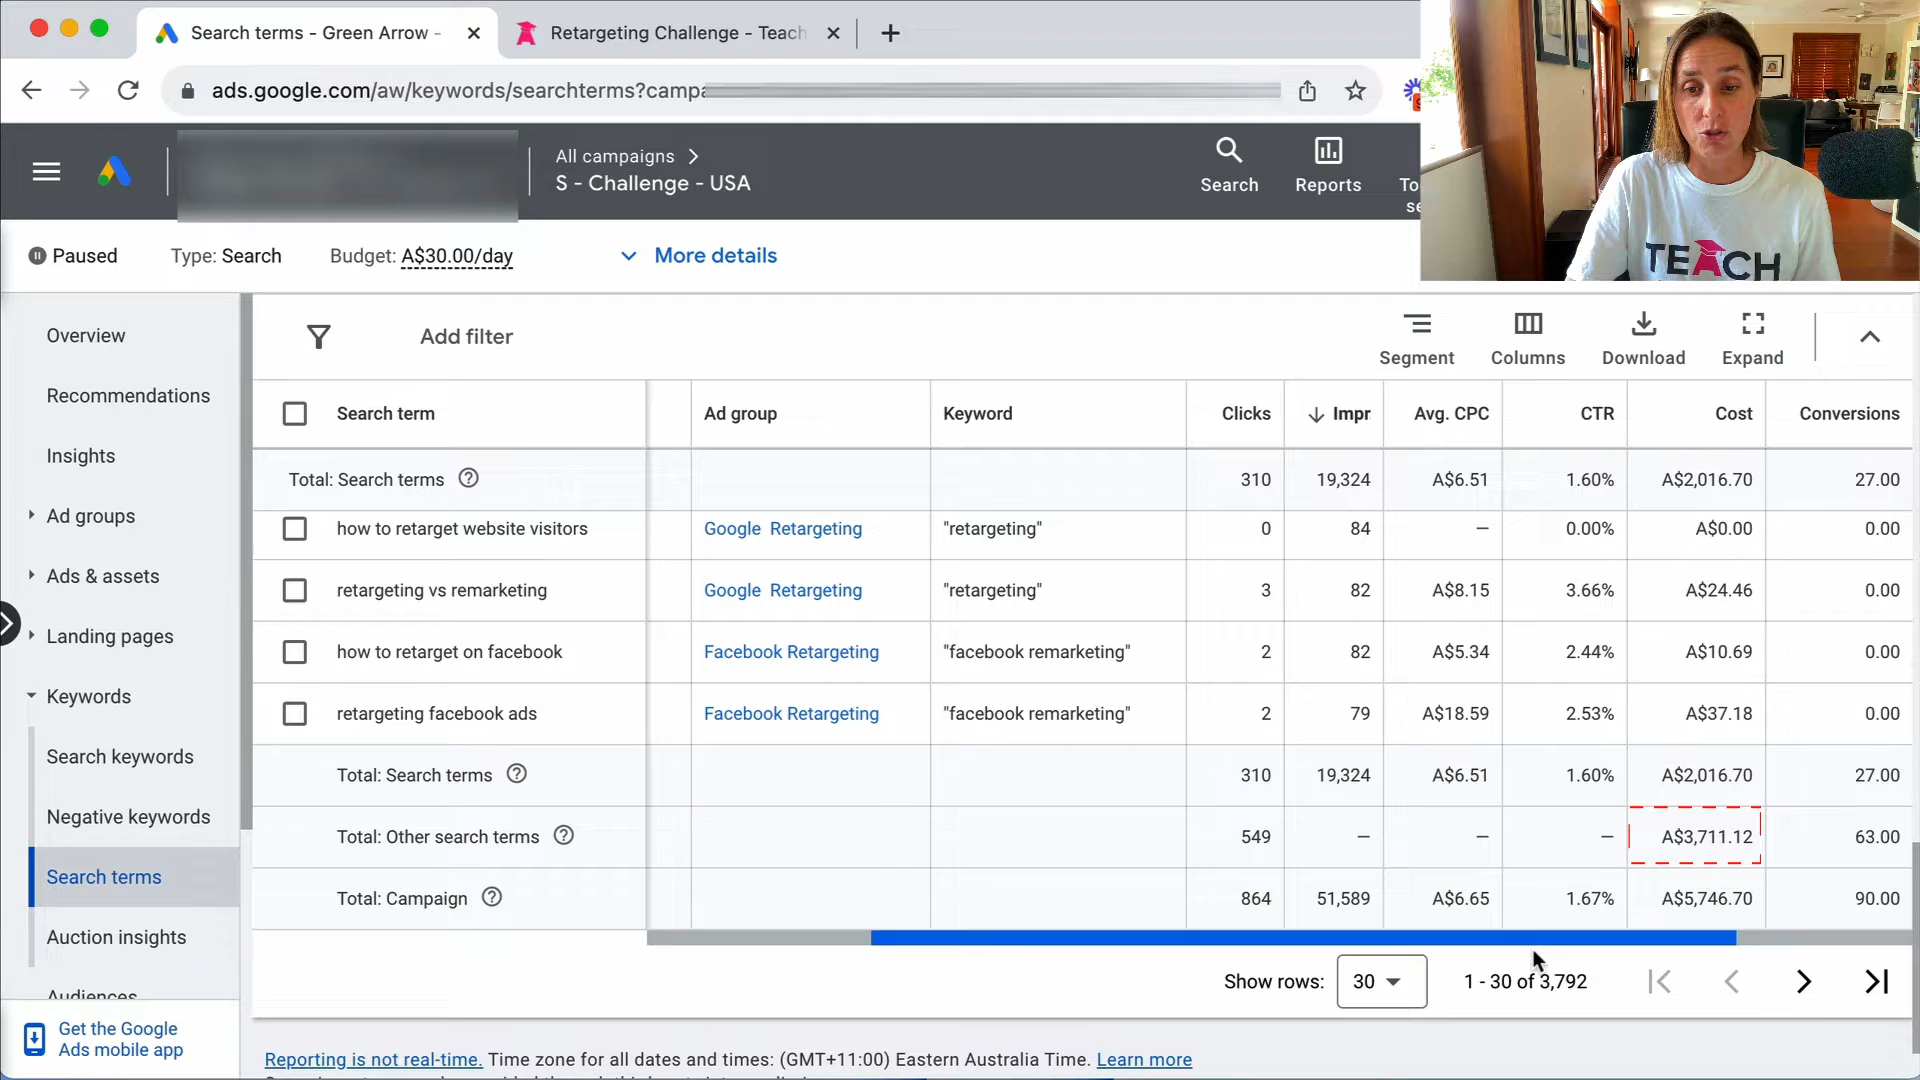 Search terms - Green Arrow -
Retargeting Challenge - Teach
ads.google.com/aw/keywords/searchterms?campa
All campaigns
S - Challenge - USA
Search
Reports
To
se
TEACH
Paused
Type: Search
Budget: A$30.00/day
More details
Overview
Recommendations
Insights
Ad groups
Ads & assets
Landing pages
Keywords
Search keywords
Negative keywords
Search terms
Auction insights
Audiences
Get the Google
Ads mobile app
Add filter
Segment
Columns
Download
Expand
Search term Ad group Keyword Clicks Impr Avg. CPC CTR Cost Conversions
Total: Search terms 310 19,324 A$6.51 1.60% A$2,016.70 27.00
how to retarget website visitors Google Retargeting "retargeting" 0 84 — 0.00% A$0.00 0.00
retargeting vs remarketing Google Retargeting "retargeting" 3 82 A$8.15 3.66% A$24.46 0.00
how to retarget on facebook Facebook Retargeting "facebook remarketing" 2 82 A$5.34 2.44% A$10.69 0.00
retargeting facebook ads Facebook Retargeting "facebook remarketing" 2 79 A$18.59 2.53% A$37.18 0.00
Total: Search terms 310 19,324 A$6.51 1.60% A$2,016.70 27.00
Total: Other search terms 549 — — — A$3,711.12 63.00
Total: Campaign 864 51,589 A$6.65 1.67% A$5,746.70 90.00
Show rows: 30 1 - 30 of 3,792
Reporting is not real-time. Time zone for all dates and times: (GMT+11:00) Eastern Australia Time. Learn more